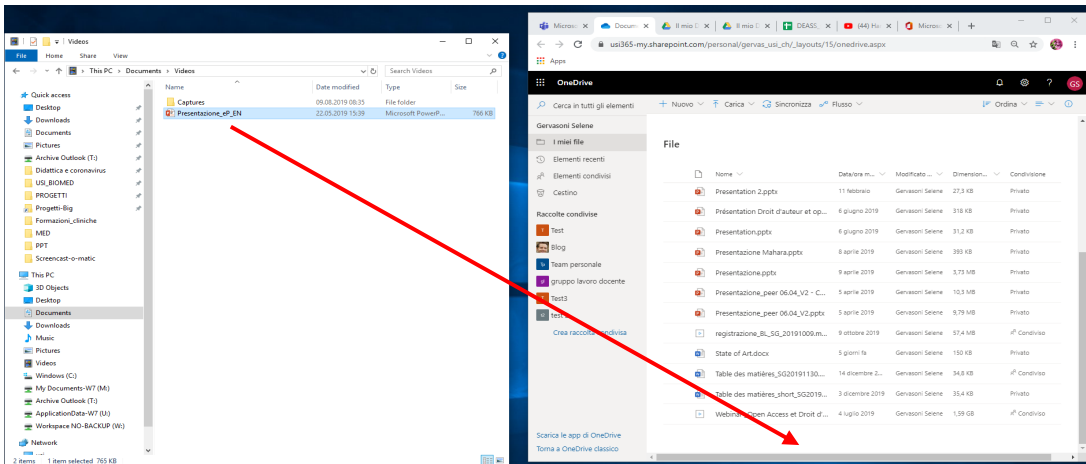 Videos
File Home Share View
This PC > Documents > Videos
Search Videos
Quick access
Desktop
Downloads
Documents
Pictures
Archive Outlook (T:)
Didattica e coronavirus
USI_BIOMED
PROGETTI
Progetti-Big
Formazioni_cliniche
MED
PPT
Screencast-o-matic
This PC
3D Objects
Desktop
Documents
Downloads
Music
Pictures
Videos
Windows (C:)
My Documents-W7 (M:)
Archive Outlook (T:)
ApplicationData-W7 (U:)
Workspace NO-BACKUP (W:)
Network
Name Date modified Type Size
Captures 09.08.2019 08:35 File folder
Presentazione_eP_EN 22.05.2019 15:39 Microsoft PowerP... 766 KB
2 items 1 item selected 765 KB
Micros Docum Il mio D Il mio D DEASS, (44) Ha Micros
usi365-my.sharepoint.com/personal/gervas_usi_ch/_layouts/15/onedrive.aspx
Apps
OneDrive
? GS
Cerca in tutti gli elementi
Nuovo Carica Sincronizza Flusso Ordina
Gervasoni Selene
I miei file
Elementi recenti
Elementi condivisi
Cestino
Raccolte condivise
Test
Blog
Team personale
gruppo lavoro docente
Test3
test
Crea raccolta condivisa
Scarica le app di OneDrive
Torna a OneDrive classico
File
Nome Data/ora m... Modificato ... Dimension... Condivisione
Presentation 2.pptx 11 febbraio Gervasoni Selene 27,3 KB Privato
Présentation Droit d'auteur et op... 6 giugno 2019 Gervasoni Selene 318 KB Privato
Presentation.pptx 6 giugno 2019 Gervasoni Selene 31,2 KB Privato
Presentazione Mahara.pptx 8 aprile 2019 Gervasoni Selene 393 KB Privato
Presentazione.pptx 9 aprile 2019 Gervasoni Selene 3,73 MB Privato
Presentazione_peer 06.04_V2 - C... 5 aprile 2019 Gervasoni Selene 10,3 MB Privato
Presentazione_peer 06.04_V2.pptx 5 aprile 2019 Gervasoni Selene 9,79 MB Privato
registrazione_BL_SG_20191009.m... 9 ottobre 2019 Gervasoni Selene 57,4 MB Condiviso
State of Art.docx 5 giorni fa Gervasoni Selene 150 KB Privato
Table des matières_SG20191130.... 14 dicembre 2... Gervasoni Selene 34,8 KB Condiviso
Table des matières_short_SG2019... 3 dicembre 2019 Gervasoni Selene 35,4 KB Privato
Webinar Open Access et Droit d'... 4 luglio 2019 Gervasoni Selene 1,59 GB Condiviso